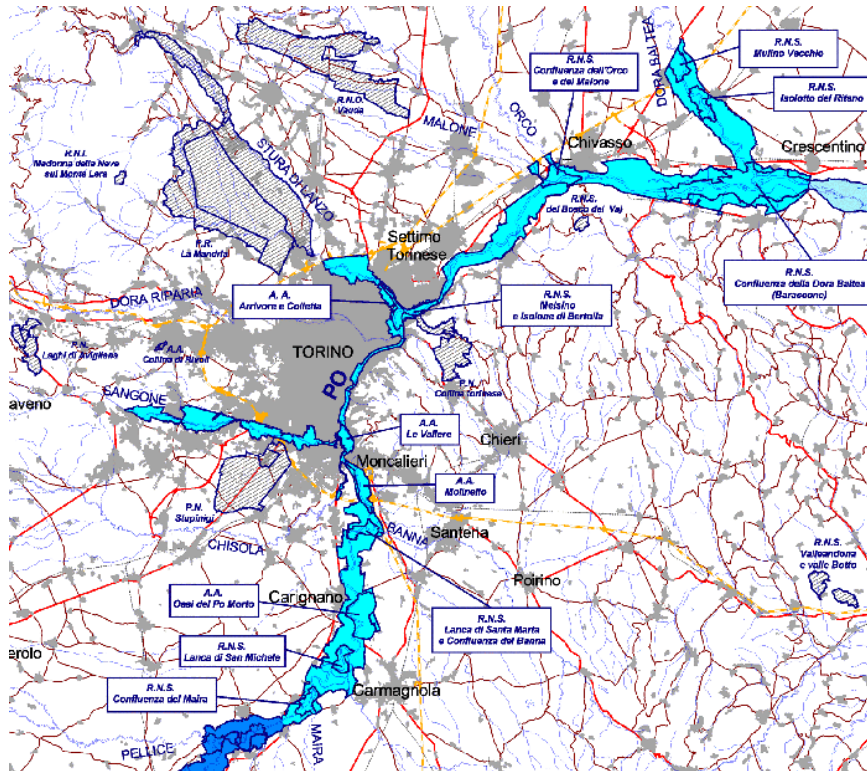 R.N.S.
Confluenza dell'Orco
e del Malone
DORA BALTEA
R.N.S.
Mulino Vecchio
R.N.S.
Isolotto del Ritano
R.N.O.
Vauda
MALONE
ORCO
Chivasso
Crescentino
R.N.I.
Madonna della Neve
sul Monte Lera
STURA DI LANZO
R.N.S.
del Bosco del Vaj
P.R.
La Mandria
Settimo
Torinese
R.N.S.
Confluenza della Dora Baltea
(Baraccone)
DORA RIPARIA
A.A.
Arrivore e Colletta
R.N.S.
Meisino
e Isolone di Bertolla
P.N.
Laghi di Avigliana
A.A.
Collina di Rivoli
TORINO
P.N.
Collina torinese
PO
SANGONE
aveno
A.A.
Le Vallere
Chieri
Moncalieri
A.A.
Molinello
P.N.
Stupinigi
BANNA
Santena
CHISOLA
R.N.S.
Valleandona
e valle Botto
Poirino
A.A.
Oasi del Po Morto
Carignano
R.N.S.
Lanca di Santa Marta
e Confluenza del Banna
erolo
R.N.S.
Lanca di San Michele
R.N.S.
Confluenza del Maira
Carmagnola
MAIRA
PELLICE